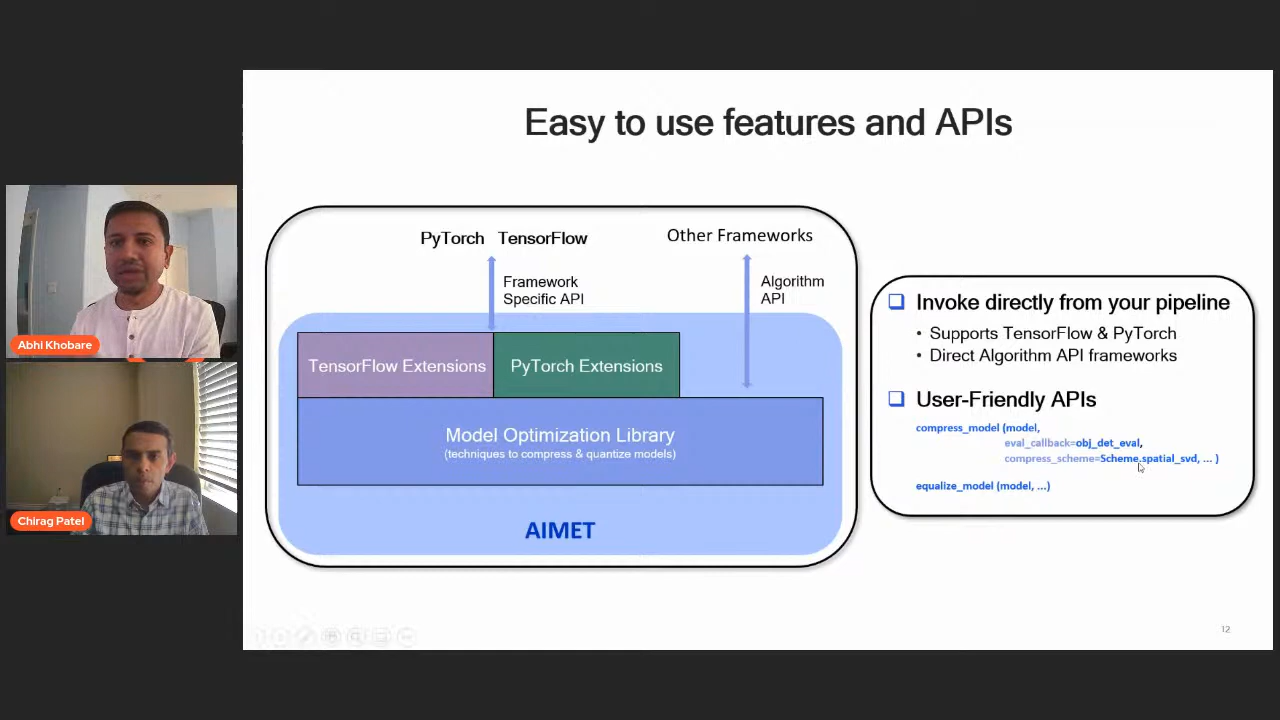 Easy to use features and APIs
PyTorch TensorFlow
Other Frameworks
Framework
Specific API
Algorithm
API
TensorFlow Extensions
PyTorch Extensions
Model Optimization Library
(techniques to compress & quantize models)
AIMET
Invoke directly from your pipeline
• Supports TensorFlow & PyTorch
• Direct Algorithm API frameworks
User-Friendly APIs
compress_model (model,
eval_callback=obj_det_eval,
compress_scheme=Scheme.spatial_svd, ... )
equalize_model (model, ...)
Abhi Khobare
Chirag Patel
12